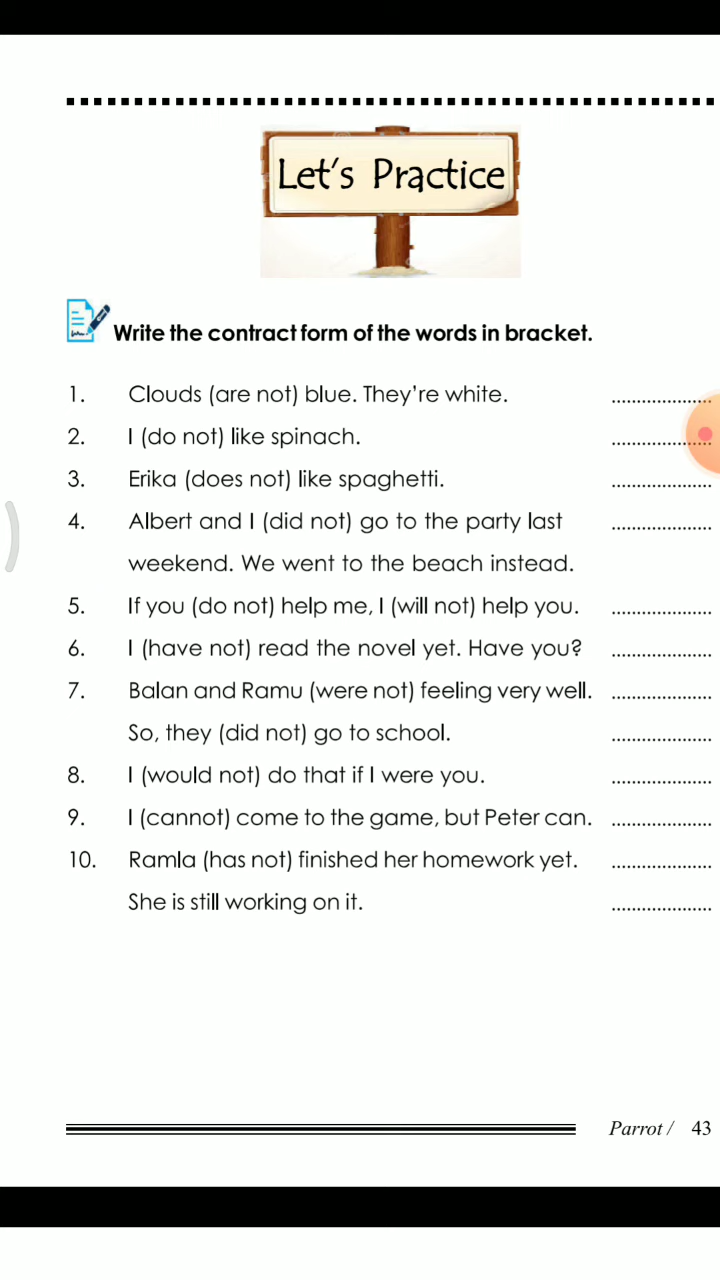 Let's Practice
Write the contract form of the words in bracket.
1. Clouds (are not) blue. They're white. ....................
2. I (do not) like spinach. ....................
3. Erika (does not) like spaghetti. ....................
4. Albert and I (did not) go to the party last ....................
weekend. We went to the beach instead.
5. If you (do not) help me, I (will not) help you. ....................
6. I (have not) read the novel yet. Have you? ....................
7. Balan and Ramu (were not) feeling very well. ....................
So, they (did not) go to school. ....................
8. I (would not) do that if I were you. ....................
9. I (cannot) come to the game, but Peter can. ....................
10. Ramla (has not) finished her homework yet. ....................
She is still working on it. ....................
Parrot / 43